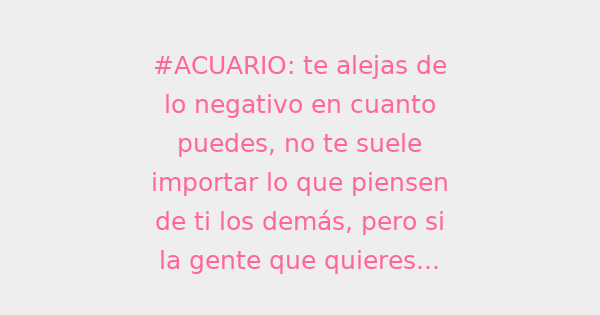 #ACUARIO: te alejas de
lo negativo en cuanto
puedes, no te suele
importar lo que piensen
de ti los demás, pero si
la gente que quieres...